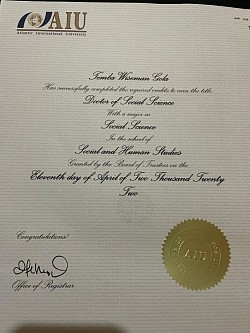 AIU
Atlantic International University
Temba Wiseman Gola
Has successfully completed the required credits to earn the title
Doctor of Social Science
With a major in
Social Science
In the school of
Social and Human Studies
Granted by the Board of Trustees on the
Eleventh day of April of Two Thousand Twenty
Two
Congratulations!
Office of Registrar
AIU